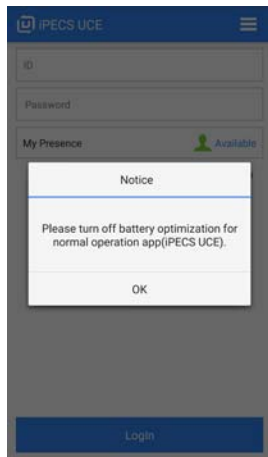 iPECS UCE
ID
Password
My Presence Available
Notice
Please turn off battery optimization for
normal operation app(iPECS UCE).
OK
LogIn